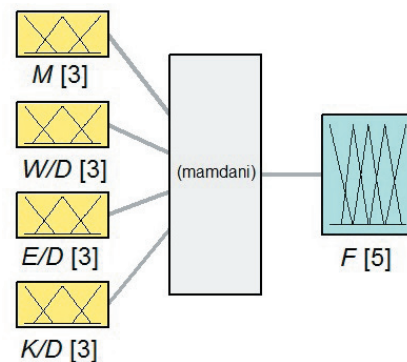 M [3]
W/D [3]
E/D [3]
K/D [3]
(mamdani)
F [5]